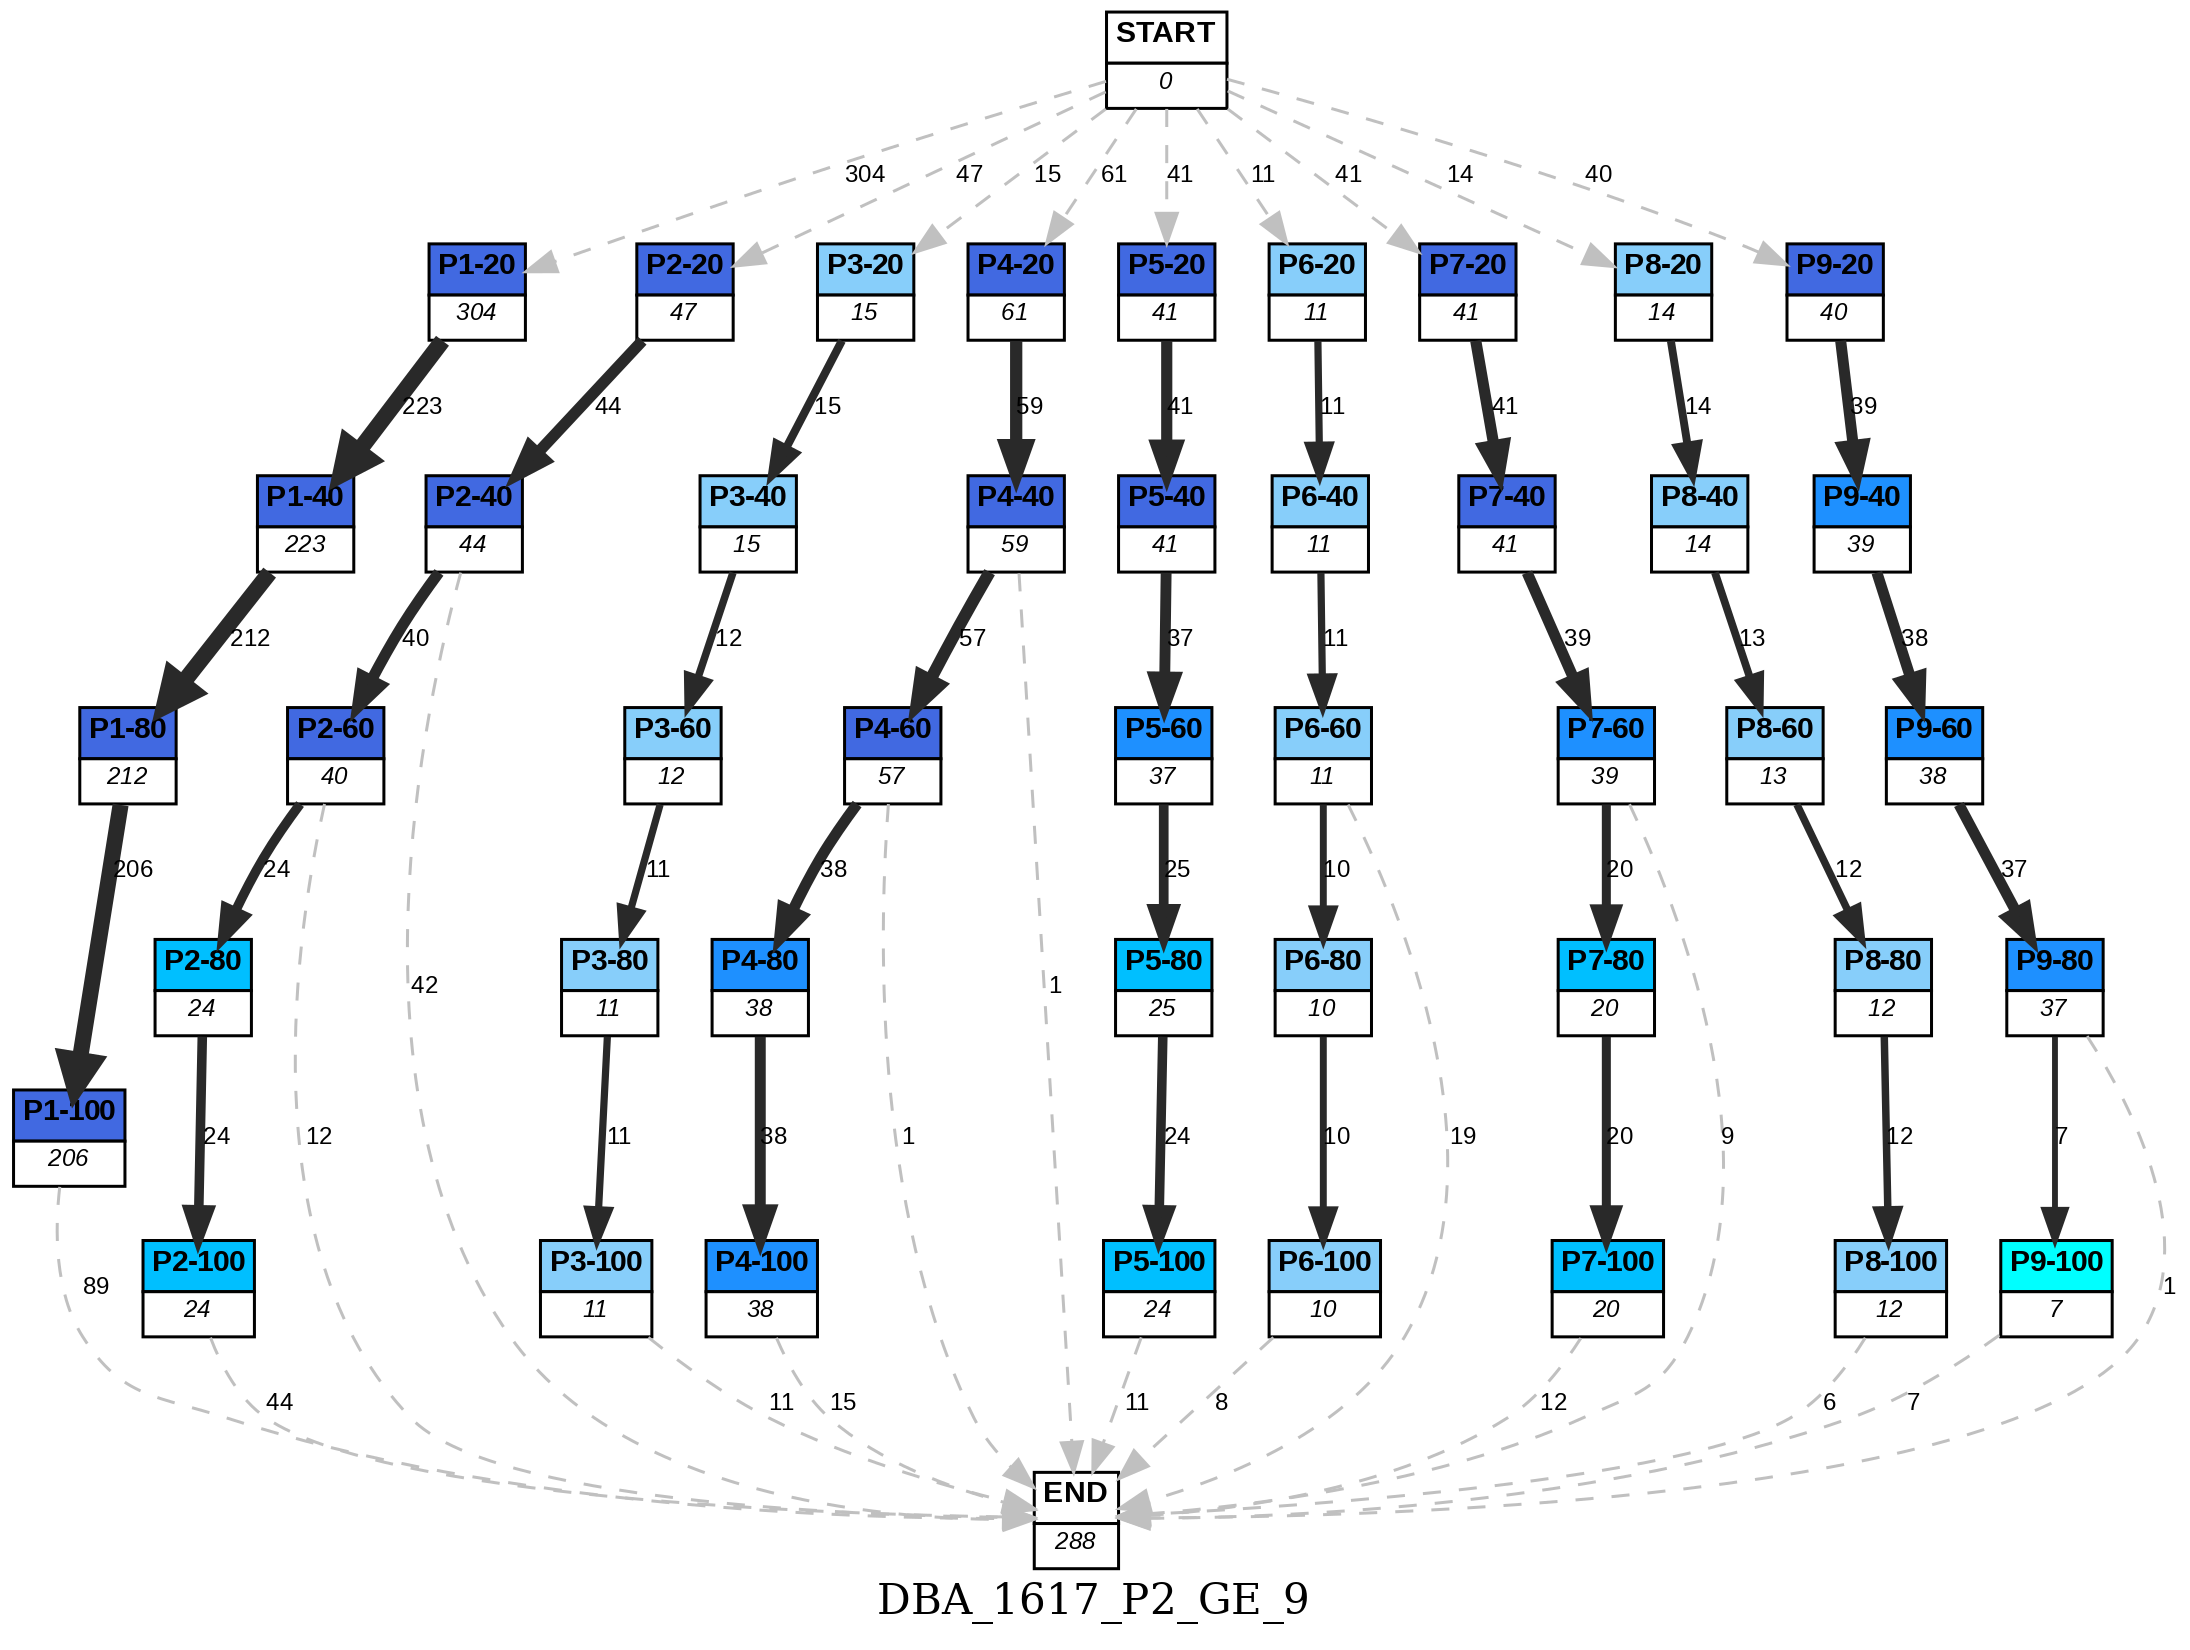 START
0
304 47 15 61 41 11 41 14 40
P1-20 P2-20 P3-20 P4-20 P5-20 P6-20 P7-20 P8-20 P9-20
304 47 15 61 41 11 41 14 40
223 44 15 59 41 11 41 14 39
P1-40 P2-40 P3-40 P4-40 P5-40 P6-40 P7-40 P8-40 P9-40
223 44 15 59 41 11 41 14 39
212 40 12 57 37 11 39 13 38
P1-80 P2-60 P3-60 P4-60 P5-60 P6-60 P7-60 P8-60 P9-60
212 40 12 57 37 11 39 13 38
206 24 11 38 25 10 20 12 37
P2-80 P3-80 P4-80 P5-80 P6-80 P7-80 P8-80 P9-80
42 1
24 11 38 25 10 20 12 37
P1-100
24 12 11 38 1 24 10 19 20 9 12 7
206
P2-100 P3-100 P4-100 P5-100 P6-100 P7-100 P8-100 P9-100
89 1
24 11 38 24 10 20 12 7
44 11 15 11 8 12 6 7
END
288
DBA_1617_P2_GE_9